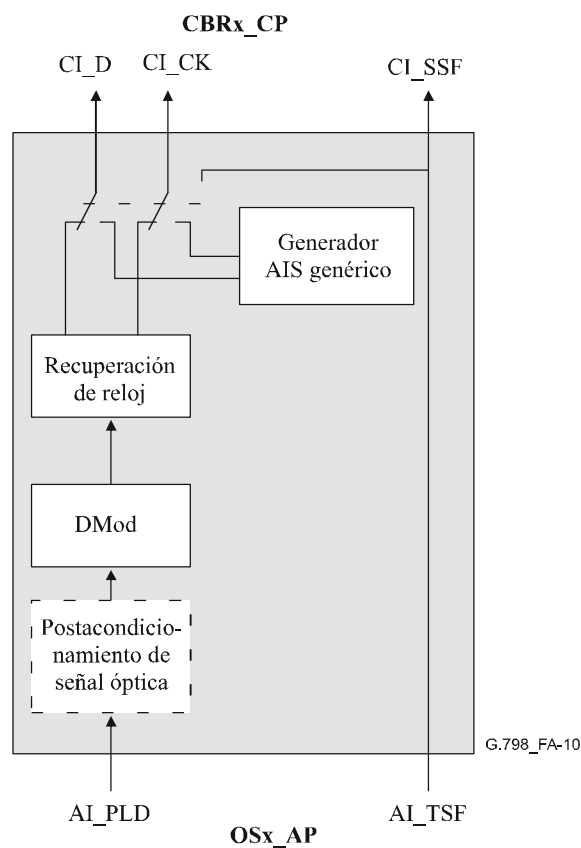 CBRx_CP
CI_D
CI_CK
CI_SSF
Generador
AIS genérico
Recuperación
de reloj
DMod
Postacondicio-
namiento de
señal óptica
G.798_FA-10
AI_PLD
AI_TSF
OSx_AP